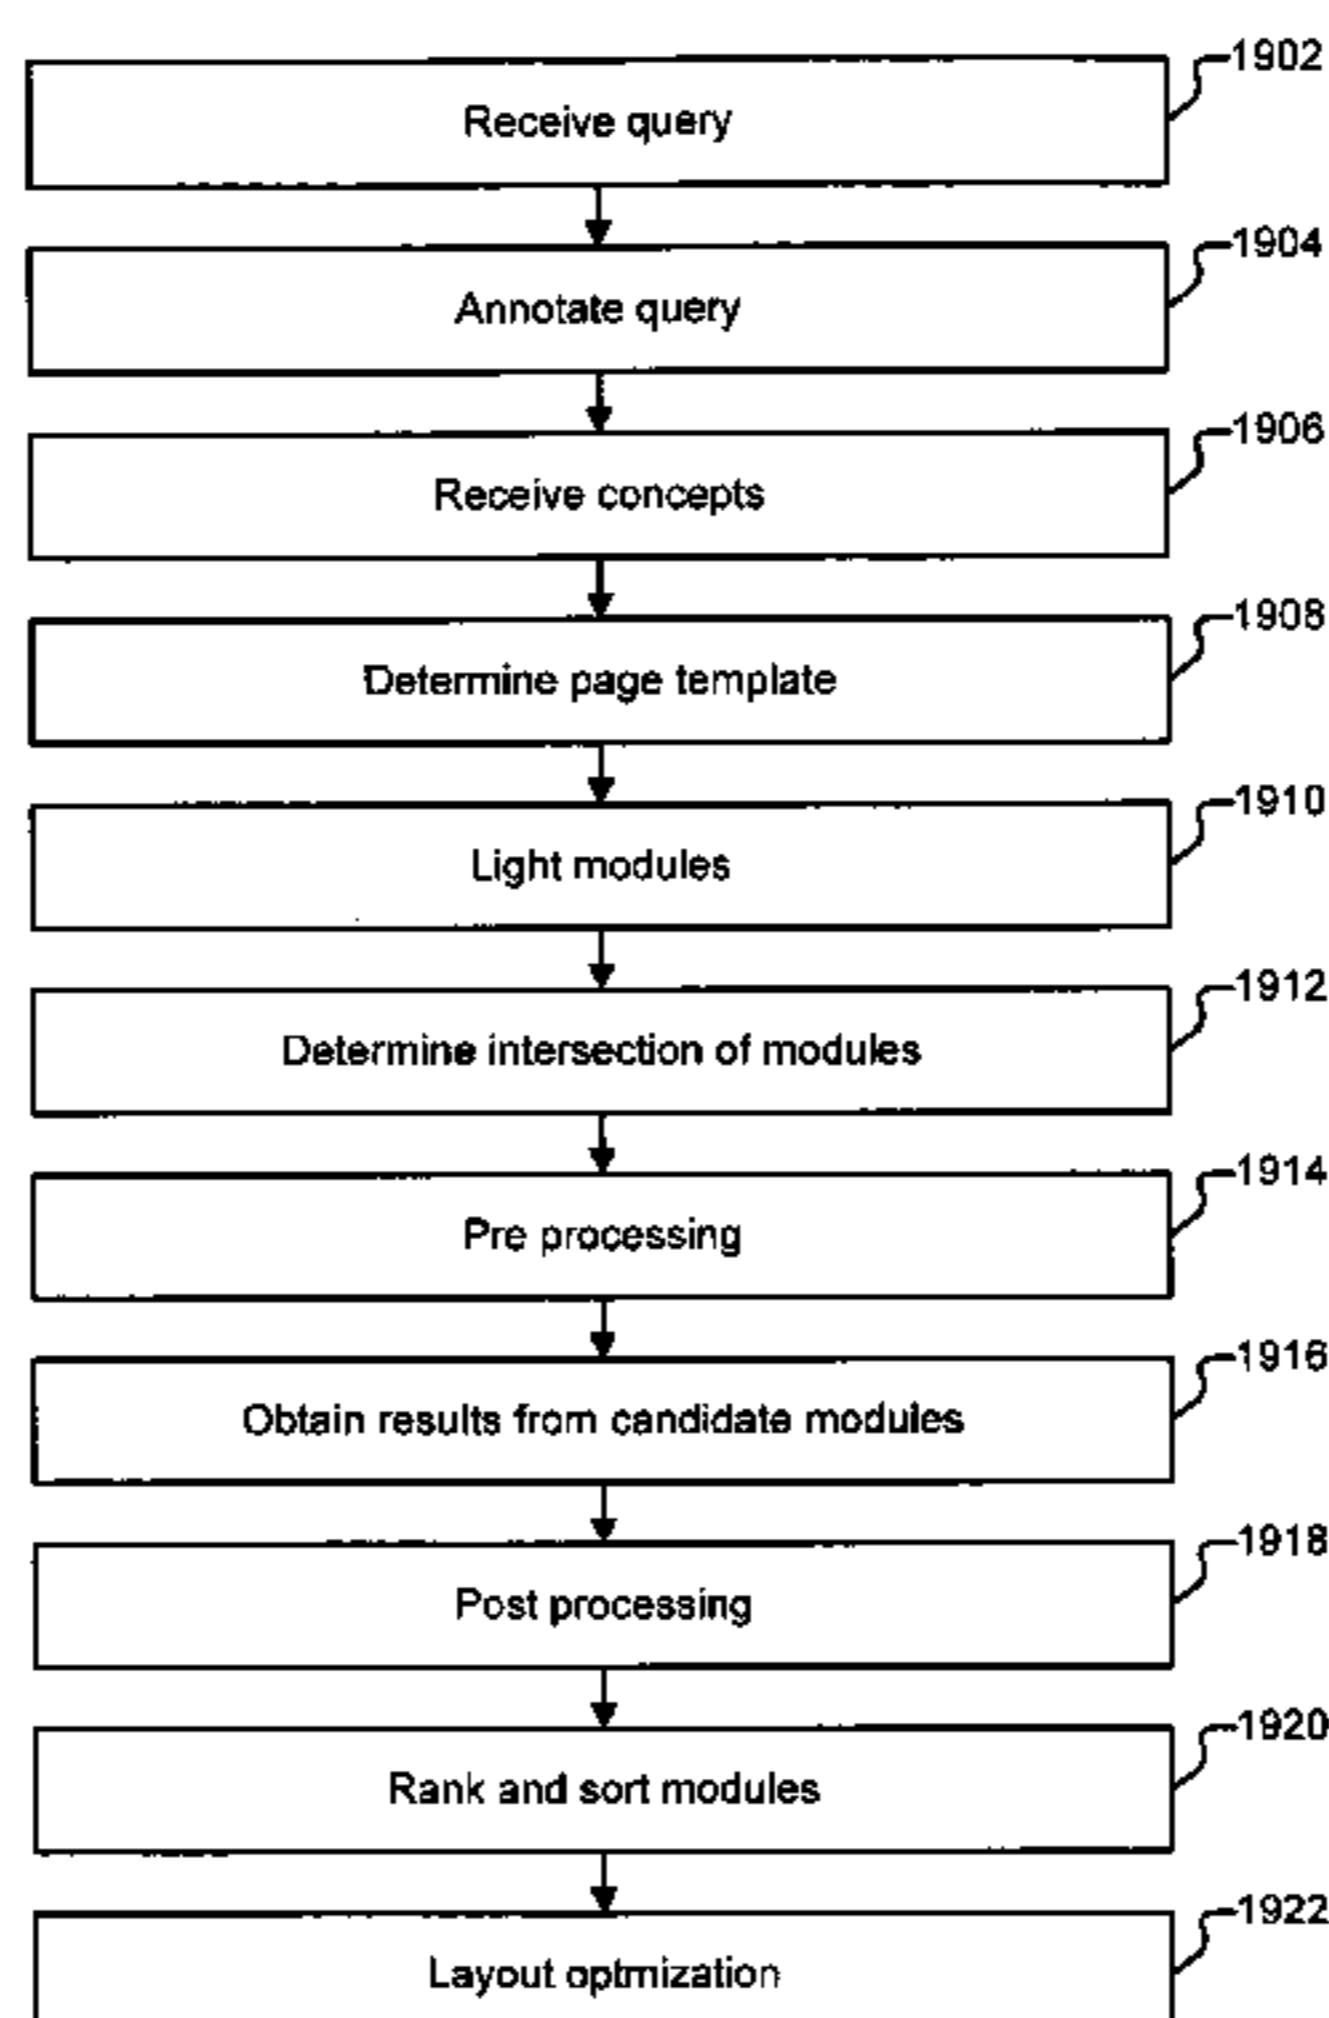 1902
Receive query
1904
Annotate query
1906
Receive concepts
1908
Determine page template
1910
Light modules
1912
Determine intersection of modules
1914
Pre processing
1916
Obtain results from candidate modules
1918
Post processing
1920
Rank and sort modules
1922
Layout optmization